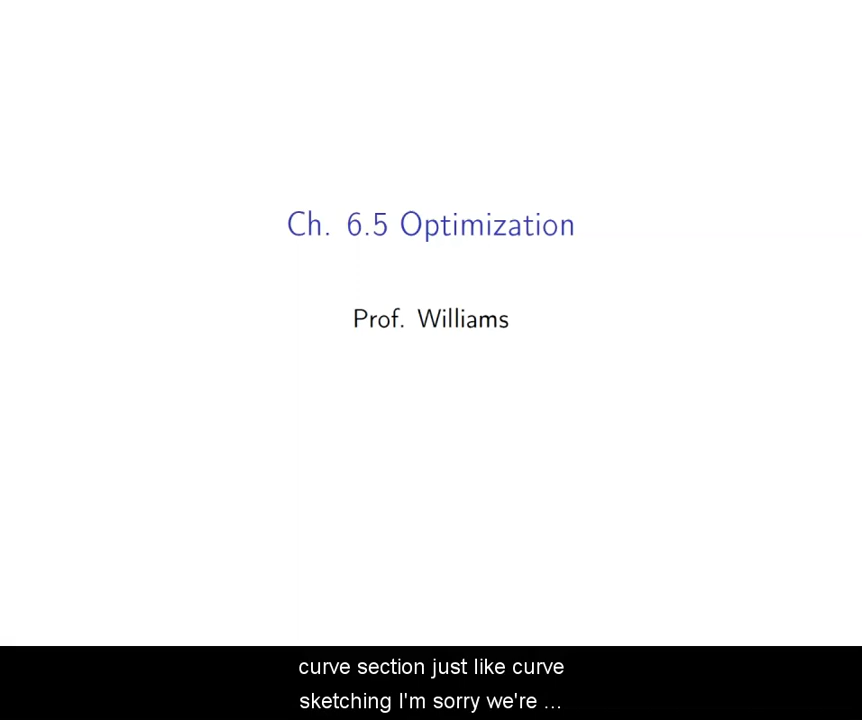 Ch. 6.5 Optimization
Prof. Williams
curve section just like curve
sketching I'm sorry we're ...